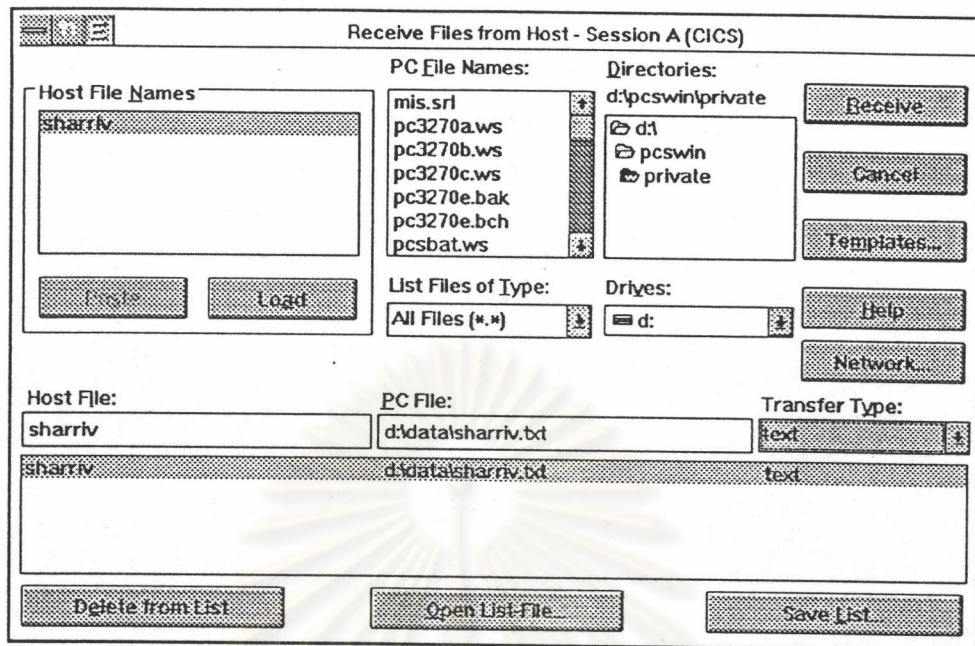 Receive Files from Host - Session A (CICS)
Host File Names
sharriv
Paste
Load
PC File Names:
mis.srl
pc3270a.ws
pc3270b.ws
pc3270c.ws
pc3270e.bak
pc3270e.bch
pcsbat.ws
List Files of Type:
All Files (*.*)
Directories:
d:\pcswin\private
d:\
pcswin
private
Drives:
d:
Receive
Cancel
Templates...
Help
Network...
Host File:
sharriv
PC File:
d:\data\sharriv.txt
Transfer Type:
text
sharriv d:\data\sharriv.txt text
Delete from List
Open List-File...
Save List...